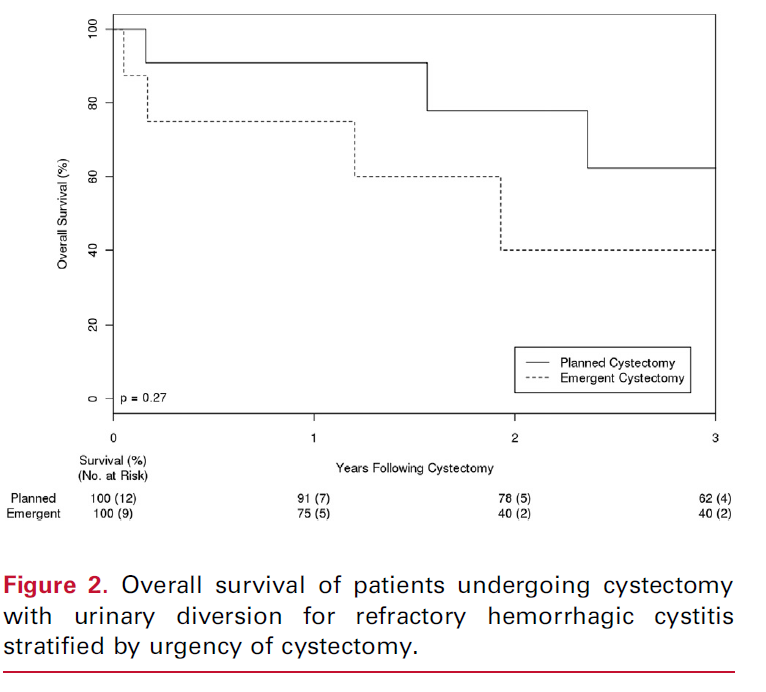 100
80
60
40
20
0
Overall Survival (%)
p = 0.27
Planned Cystectomy
Emergent Cystectomy
0 1 2 3
Years Following Cystectomy
Survival (%)
(No. at Risk)
Planned 100 (12) 91 (7) 78 (5) 62 (4)
Emergent 100 (9) 75 (5) 40 (2) 40 (2)
Figure 2. Overall survival of patients undergoing cystectomy
with urinary diversion for refractory hemorrhagic cystitis
stratified by urgency of cystectomy.